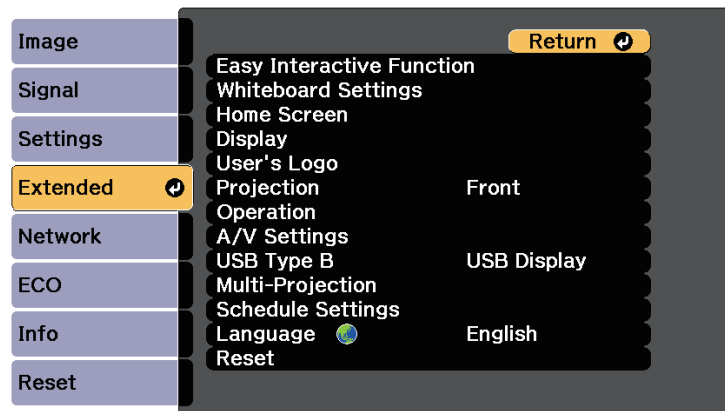 Image
Signal
Settings
Extended
Network
ECO
Info
Reset
Return
Easy Interactive Function
Whiteboard Settings
Home Screen
Display
User's Logo
Projection Front
Operation
A/V Settings
USB Type B USB Display
Multi-Projection
Schedule Settings
Language English
Reset